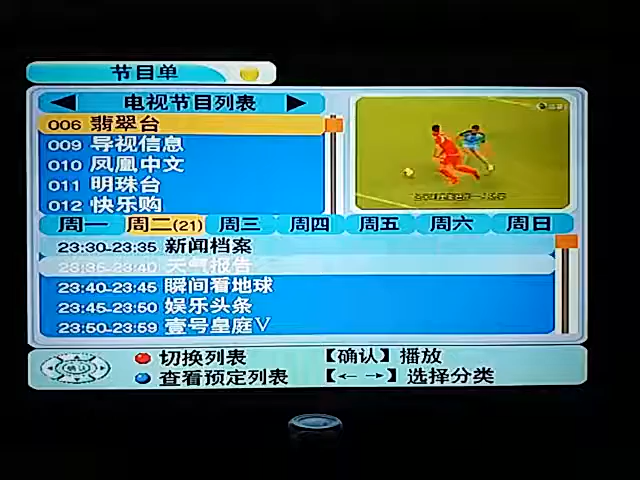 节目单
电视节目列表
006 翡翠台
009 导视信息
010 凤凰中文
011 明珠台
012 快乐购
周一 周二(21) 周三 周四 周五 周六 周日
23:30-23:35 新闻档案
23:35-23:40 天气报告
23:40-23:45 瞬间看地球
23:45-23:50 娱乐头条
23:50-23:59 壹号皇庭V
切换列表 【确认】播放
查看预定列表 【←→】选择分类